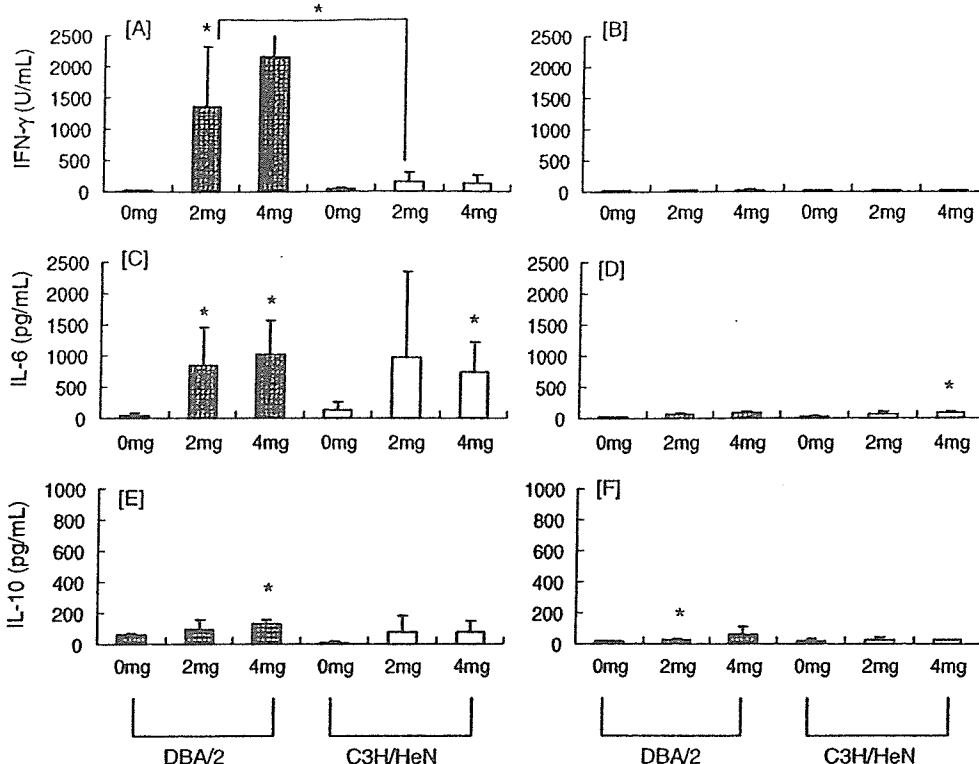 *
[A] * [B]
IFN-γ (U/mL)
2500 2500
2000 2000
1500 1500
1000 1000
500 500
0 0
0mg 2mg 4mg 0mg 2mg 4mg 0mg 2mg 4mg 0mg 2mg 4mg
[C] [D]
IL-6 (pg/mL)
2500 2500
2000 2000
1500 * * * 1500
1000 1000
500 500 *
0 0
0mg 2mg 4mg 0mg 2mg 4mg 0mg 2mg 4mg 0mg 2mg 4mg
[E] [F]
IL-10 (pg/mL)
1000 1000
800 800
600 600
400 * 400
200 200 *
0 0
0mg 2mg 4mg 0mg 2mg 4mg 0mg 2mg 4mg 0mg 2mg 4mg
DBA/2 C3H/HeN DBA/2 C3H/HeN